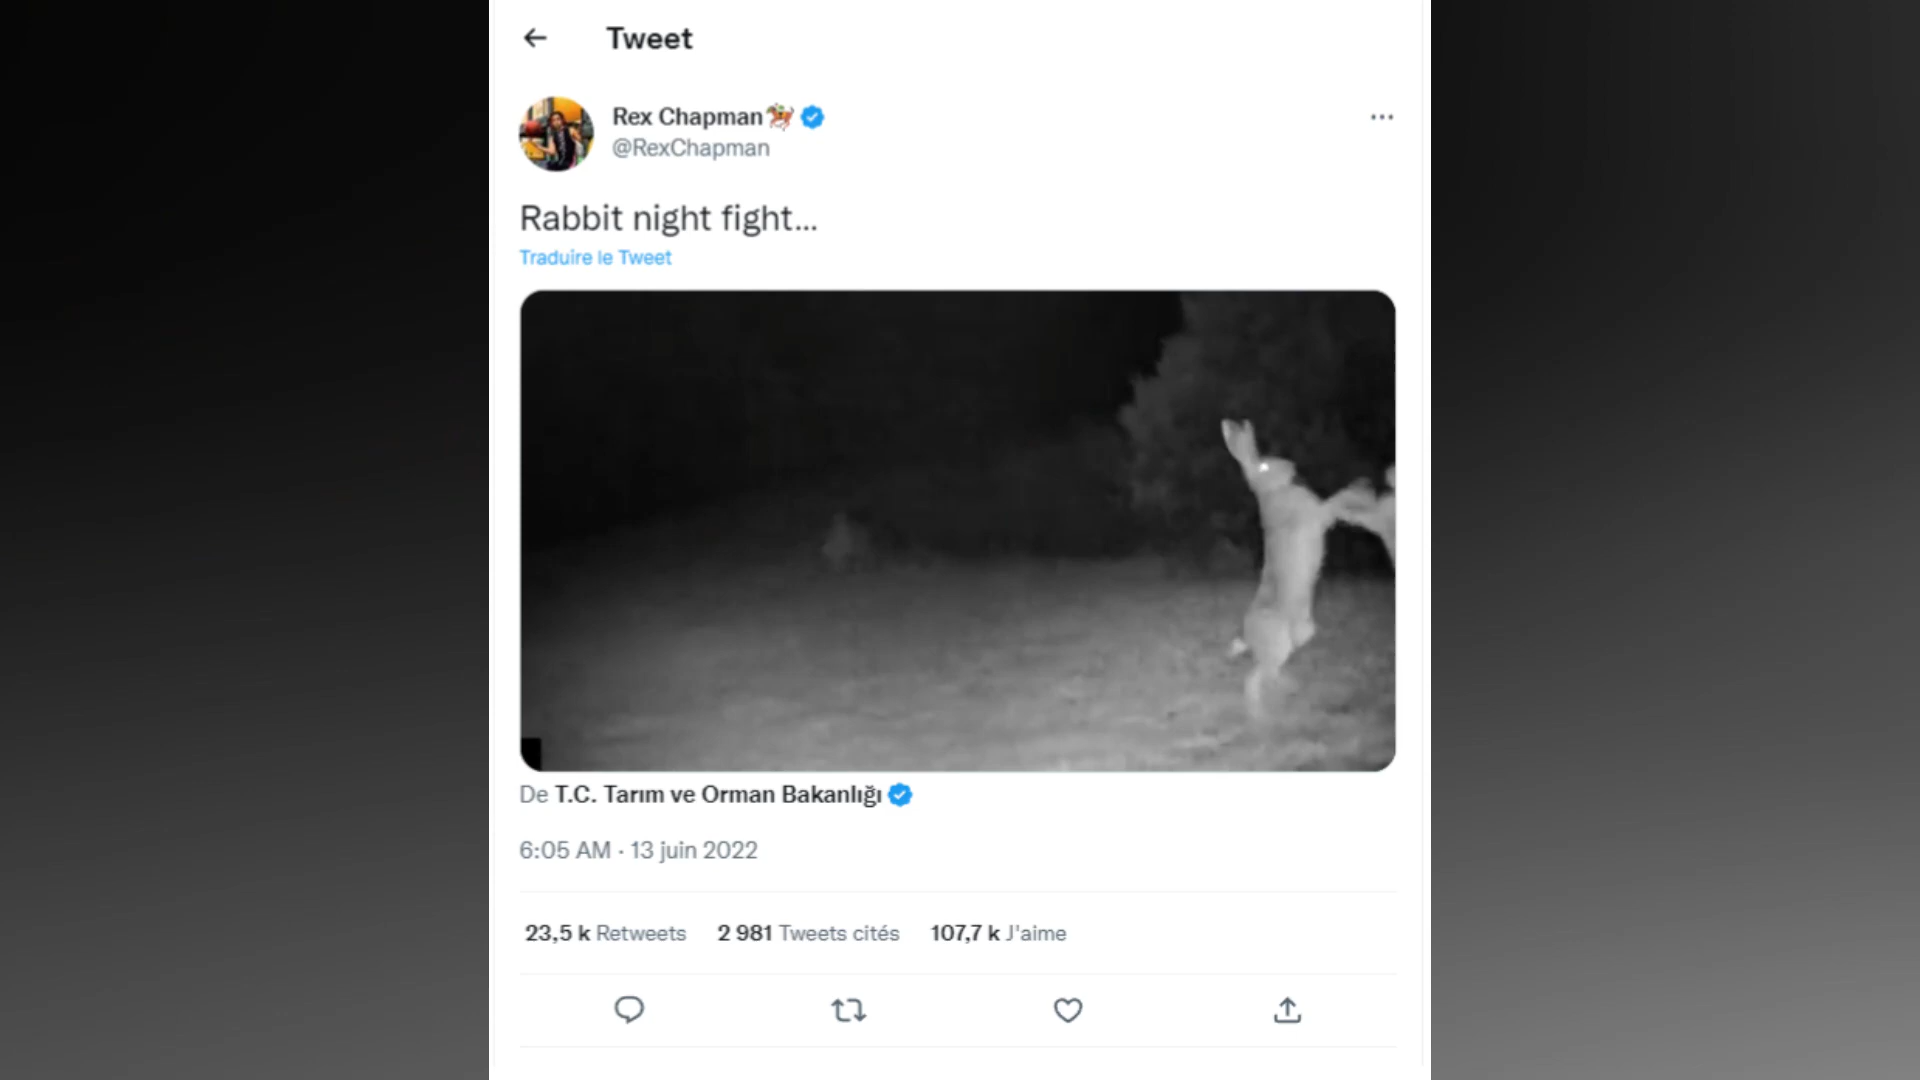 Tweet
Rex Chapman
@RexChapman
Rabbit night fight...
Traduire le Tweet
De T.C. Tarım ve Orman Bakanlığı
6:05 AM · 13 juin 2022
23,5 k Retweets 2 981 Tweets cités 107,7 k J'aime